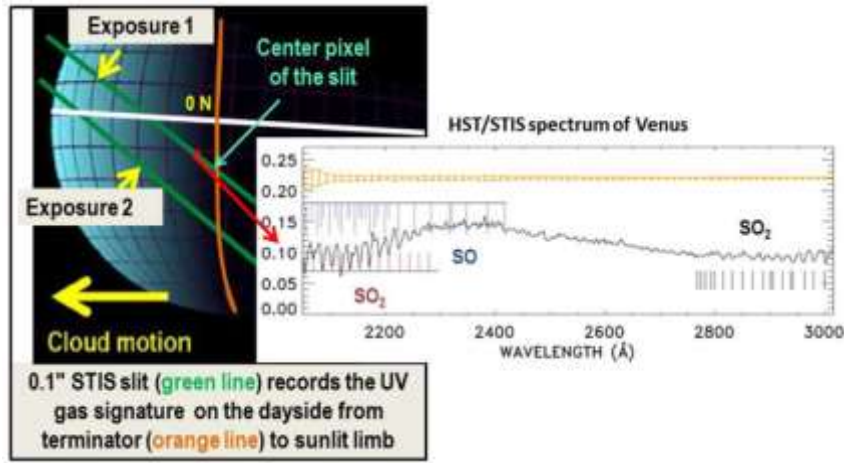 Exposure 1
Center pixel
of the slit
0 N
Exposure 2
Cloud motion
0.1" STIS slit (green line) records the UV
gas signature on the dayside from
terminator (orange line) to sunlit limb
HST/STIS spectrum of Venus
0.25
0.20
0.15
0.10
0.05
0.00
SO₂
SO
SO₂
2200 2400 2600 2800 3000
WAVELENGTH (Å)